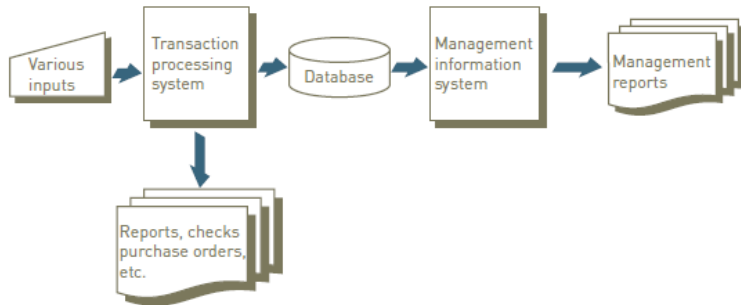 Various
inputs
Transaction
processing
system
Database
Management
information
system
Management
reports
Reports, checks
purchase orders,
etc.